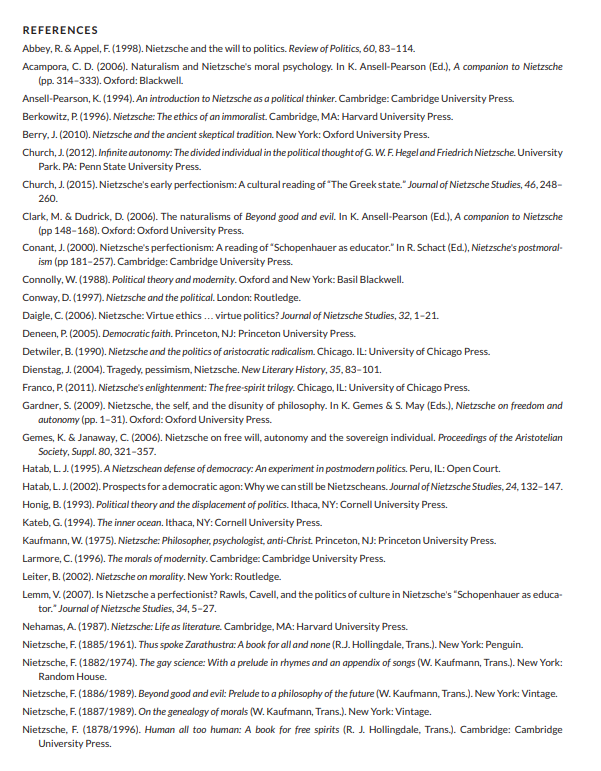 REFERENCES
Abbey, R. & Appel, F. (1998). Nietzsche and the will to politics. Review of Politics, 60, 83–114.
Acampora, C. D. (2006). Naturalism and Nietzsche's moral psychology. In K. Ansell-Pearson (Ed.), A companion to Nietzsche
(pp. 314–333). Oxford: Blackwell.
Ansell-Pearson, K. (1994). An introduction to Nietzsche as a political thinker. Cambridge: Cambridge University Press.
Berkowitz, P. (1996). Nietzsche: The ethics of an immoralist. Cambridge, MA: Harvard University Press.
Berry, J. (2010). Nietzsche and the ancient skeptical tradition. New York: Oxford University Press.
Church, J. (2012). Infinite autonomy: The divided individual in the political thought of G. W. F. Hegel and Friedrich Nietzsche. University
Park. PA: Penn State University Press.
Church, J. (2015). Nietzsche's early perfectionism: A cultural reading of “The Greek state.” Journal of Nietzsche Studies, 46, 248–
260.
Clark, M. & Dudrick, D. (2006). The naturalisms of Beyond good and evil. In K. Ansell-Pearson (Ed.), A companion to Nietzsche
(pp 148–168). Oxford: Oxford University Press.
Conant, J. (2000). Nietzsche's perfectionism: A reading of “Schopenhauer as educator.” In R. Schact (Ed.), Nietzsche's postmoral-
ism (pp 181–257). Cambridge: Cambridge University Press.
Connolly, W. (1988). Political theory and modernity. Oxford and New York: Basil Blackwell.
Conway, D. (1997). Nietzsche and the political. London: Routledge.
Daigle, C. (2006). Nietzsche: Virtue ethics … virtue politics? Journal of Nietzsche Studies, 32, 1–21.
Deneen, P. (2005). Democratic faith. Princeton, NJ: Princeton University Press.
Detwiler, B. (1990). Nietzsche and the politics of aristocratic radicalism. Chicago. IL: University of Chicago Press.
Dienstag, J. (2004). Tragedy, pessimism, Nietzsche. New Literary History, 35, 83–101.
Franco, P. (2011). Nietzsche's enlightenment: The free-spirit trilogy. Chicago, IL: University of Chicago Press.
Gardner, S. (2009). Nietzsche, the self, and the disunity of philosophy. In K. Gemes & S. May (Eds.), Nietzsche on freedom and
autonomy (pp. 1–31). Oxford: Oxford University Press.
Gemes, K. & Janaway, C. (2006). Nietzsche on free will, autonomy and the sovereign individual. Proceedings of the Aristotelian
Society, Suppl. 80, 321–357.
Hatab, L. J. (1995). A Nietzschean defense of democracy: An experiment in postmodern politics. Peru, IL: Open Court.
Hatab, L. J. (2002). Prospects for a democratic agon: Why we can still be Nietzscheans. Journal of Nietzsche Studies, 24, 132–147.
Honig, B. (1993). Political theory and the displacement of politics. Ithaca, NY: Cornell University Press.
Kateb, G. (1994). The inner ocean. Ithaca, NY: Cornell University Press.
Kaufmann, W. (1975). Nietzsche: Philosopher, psychologist, anti-Christ. Princeton, NJ: Princeton University Press.
Larmore, C. (1996). The morals of modernity. Cambridge: Cambridge University Press.
Leiter, B. (2002). Nietzsche on morality. New York: Routledge.
Lemm, V. (2007). Is Nietzsche a perfectionist? Rawls, Cavell, and the politics of culture in Nietzsche's “Schopenhauer as educa-
tor.” Journal of Nietzsche Studies, 34, 5–27.
Nehamas, A. (1987). Nietzsche: Life as literature. Cambridge, MA: Harvard University Press.
Nietzsche, F. (1885/1961). Thus spoke Zarathustra: A book for all and none (R.J. Hollingdale, Trans.). New York: Penguin.
Nietzsche, F. (1882/1974). The gay science: With a prelude in rhymes and an appendix of songs (W. Kaufmann, Trans.). New York:
Random House.
Nietzsche, F. (1886/1989). Beyond good and evil: Prelude to a philosophy of the future (W. Kaufmann, Trans.). New York: Vintage.
Nietzsche, F. (1887/1989). On the genealogy of morals (W. Kaufmann, Trans.). New York: Vintage.
Nietzsche, F. (1878/1996). Human all too human: A book for free spirits (R. J. Hollingdale, Trans.). Cambridge: Cambridge
University Press.